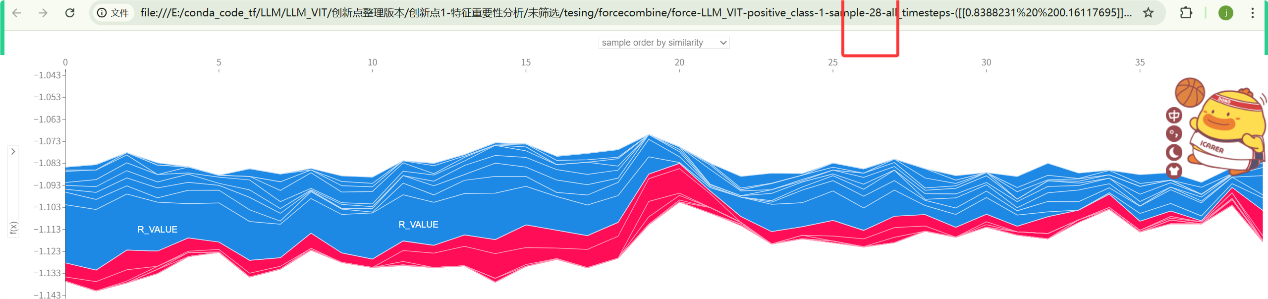 文件
file:///E:/conda_code_tf/LLM/LLM_VIT/创新点整理版本/创新点1-特征重要性分析/未筛选/tesing/forcecombine/force-LLM_VIT-positive_class-1-sample-28-all_timesteps-([[0.8388231%20%200.16117695]]...
j
sample order by similarity
0 5 10 15 20 25 30 35
−1.043
−1.053
−1.063
−1.073
−1.083
−1.093
−1.103
−1.113
−1.123
−1.133
−1.143
f(x)
R_VALUE
R_VALUE
中
iCARER